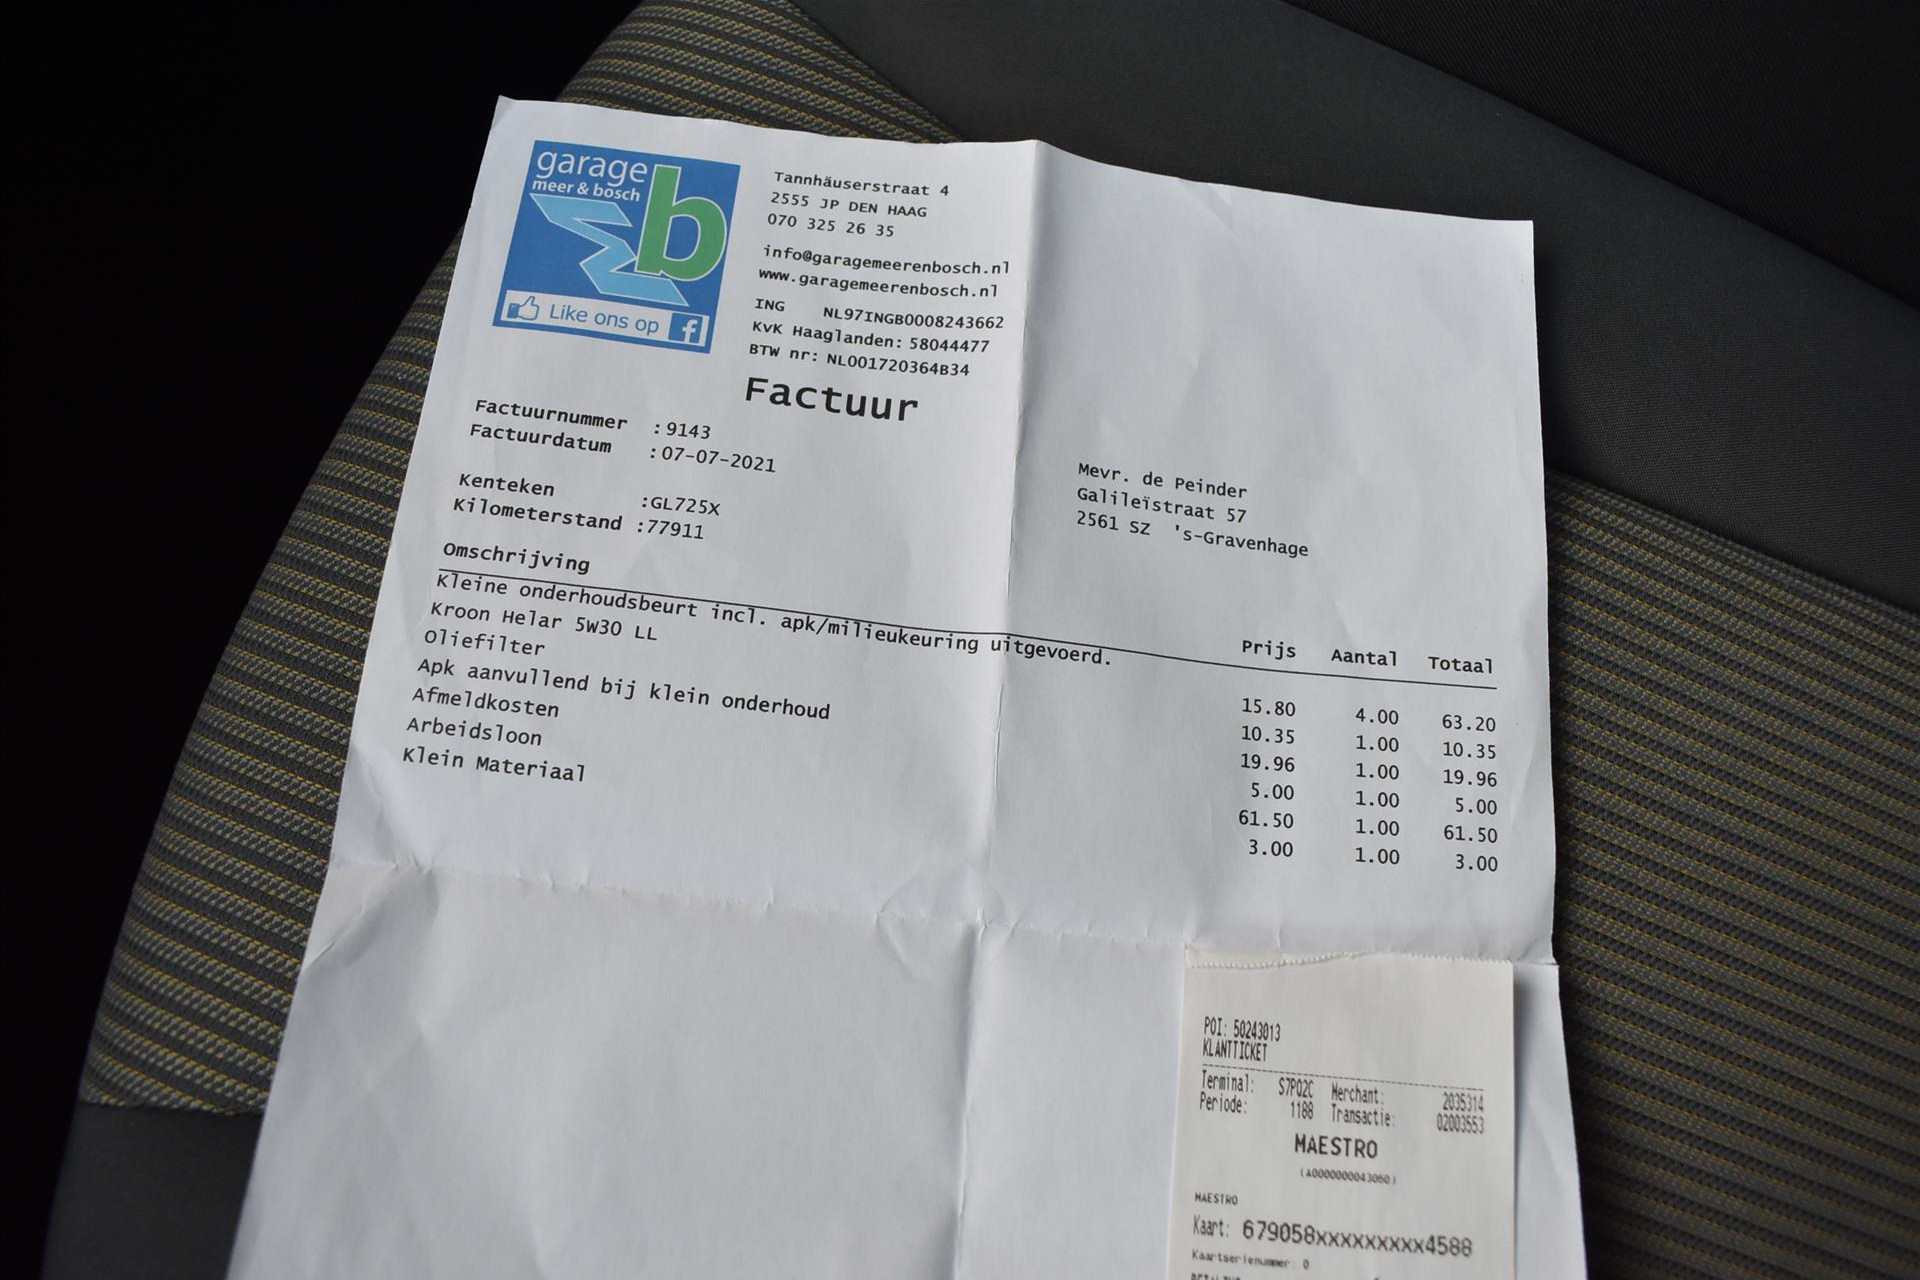 garage
meer & bosch
b
Like ons op f
Tannhäuserstraat 4
2555 JP DEN HAAG
070 325 26 35
info@garagemeerenbosch.nl
www.garagemeerenbosch.nl
ING NL97INGB0008243662
KvK Haaglanden: 58044477
BTW nr: NL001720364B34
Factuur
Factuurnummer : 9143
Factuurdatum : 07-07-2021
Kenteken :GL725X
Kilometerstand :77911
Mevr. de Peinder
Galileïstraat 57
2561 SZ 's-Gravenhage
Omschrijving Prijs Aantal Totaal
Kleine onderhoudsbeurt incl. apk/milieukeuring uitgevoerd.
Kroon Helar 5W30 LL 15.80 4.00 63.20
Oliefilter 10.35 1.00 10.35
Apk aanvullend bij klein onderhoud 19.96 1.00 19.96
Afmeldkosten 5.00 1.00 5.00
Arbeidsloon 61.50 1.00 61.50
Klein Materiaal 3.00 1.00 3.00
POI: 50243013
KLANTTICKET
Terminal: S7PQ2C Merchant: 2035314
Periode: 1188 Transactie: 02003553
MAESTRO
(A0000000043060)
MAESTRO
Kaart: 679058xxxxxxxxx4588
Kaartserienummer: 0